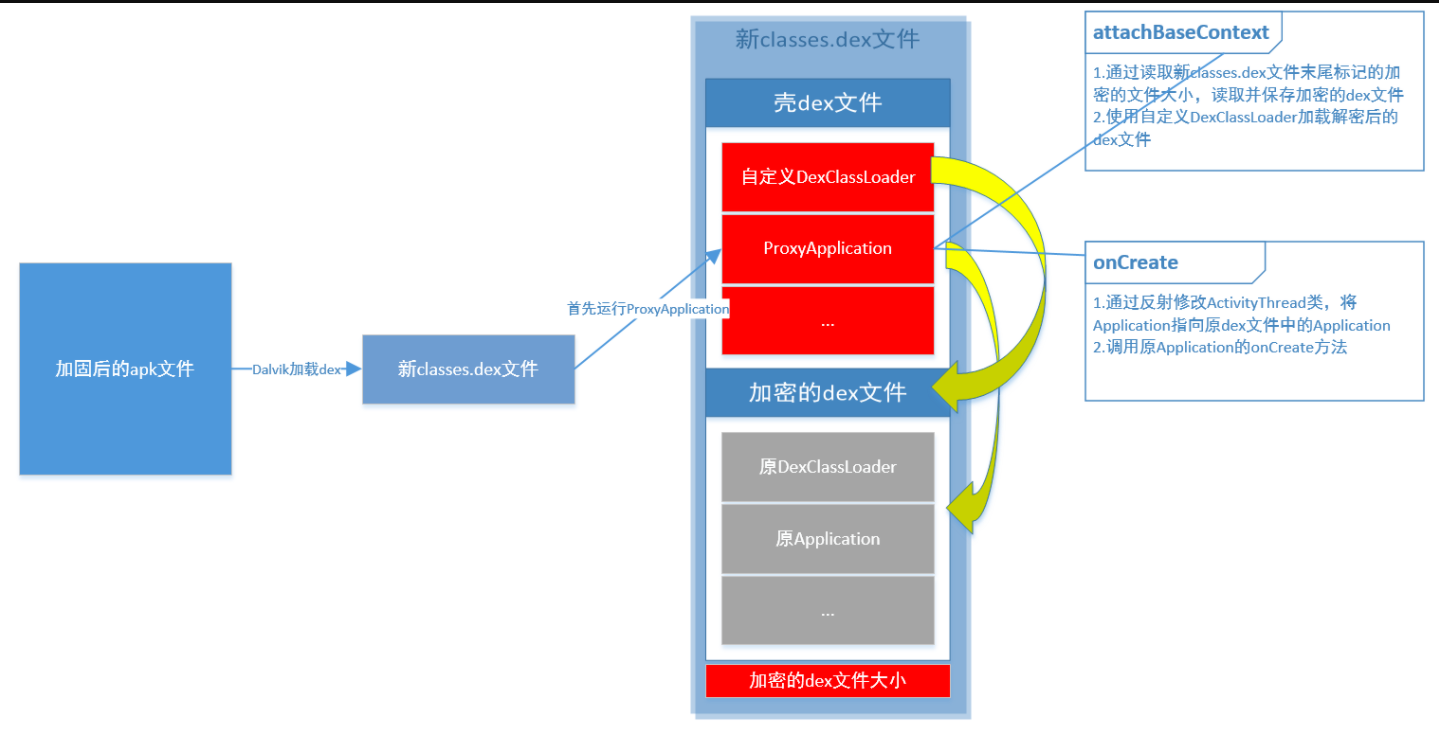 加固后的apk文件
Dalvik加载dex
新classes.dex文件
首先运行ProxyApplication
新classes.dex文件
壳dex文件
自定义DexClassLoader
ProxyApplication
...
加密的dex文件
原DexClassLoader
原Application
...
加密的dex文件大小
attachBaseContext
1.通过读取新classes.dex文件末尾标记的加
密的文件大小，读取并保存加密的dex文件
2.使用自定义DexClassLoader加载解密后的
dex文件
onCreate
1.通过反射修改ActivityThread类，将
Application指向原dex文件中的Application
2.调用原Application的onCreate方法